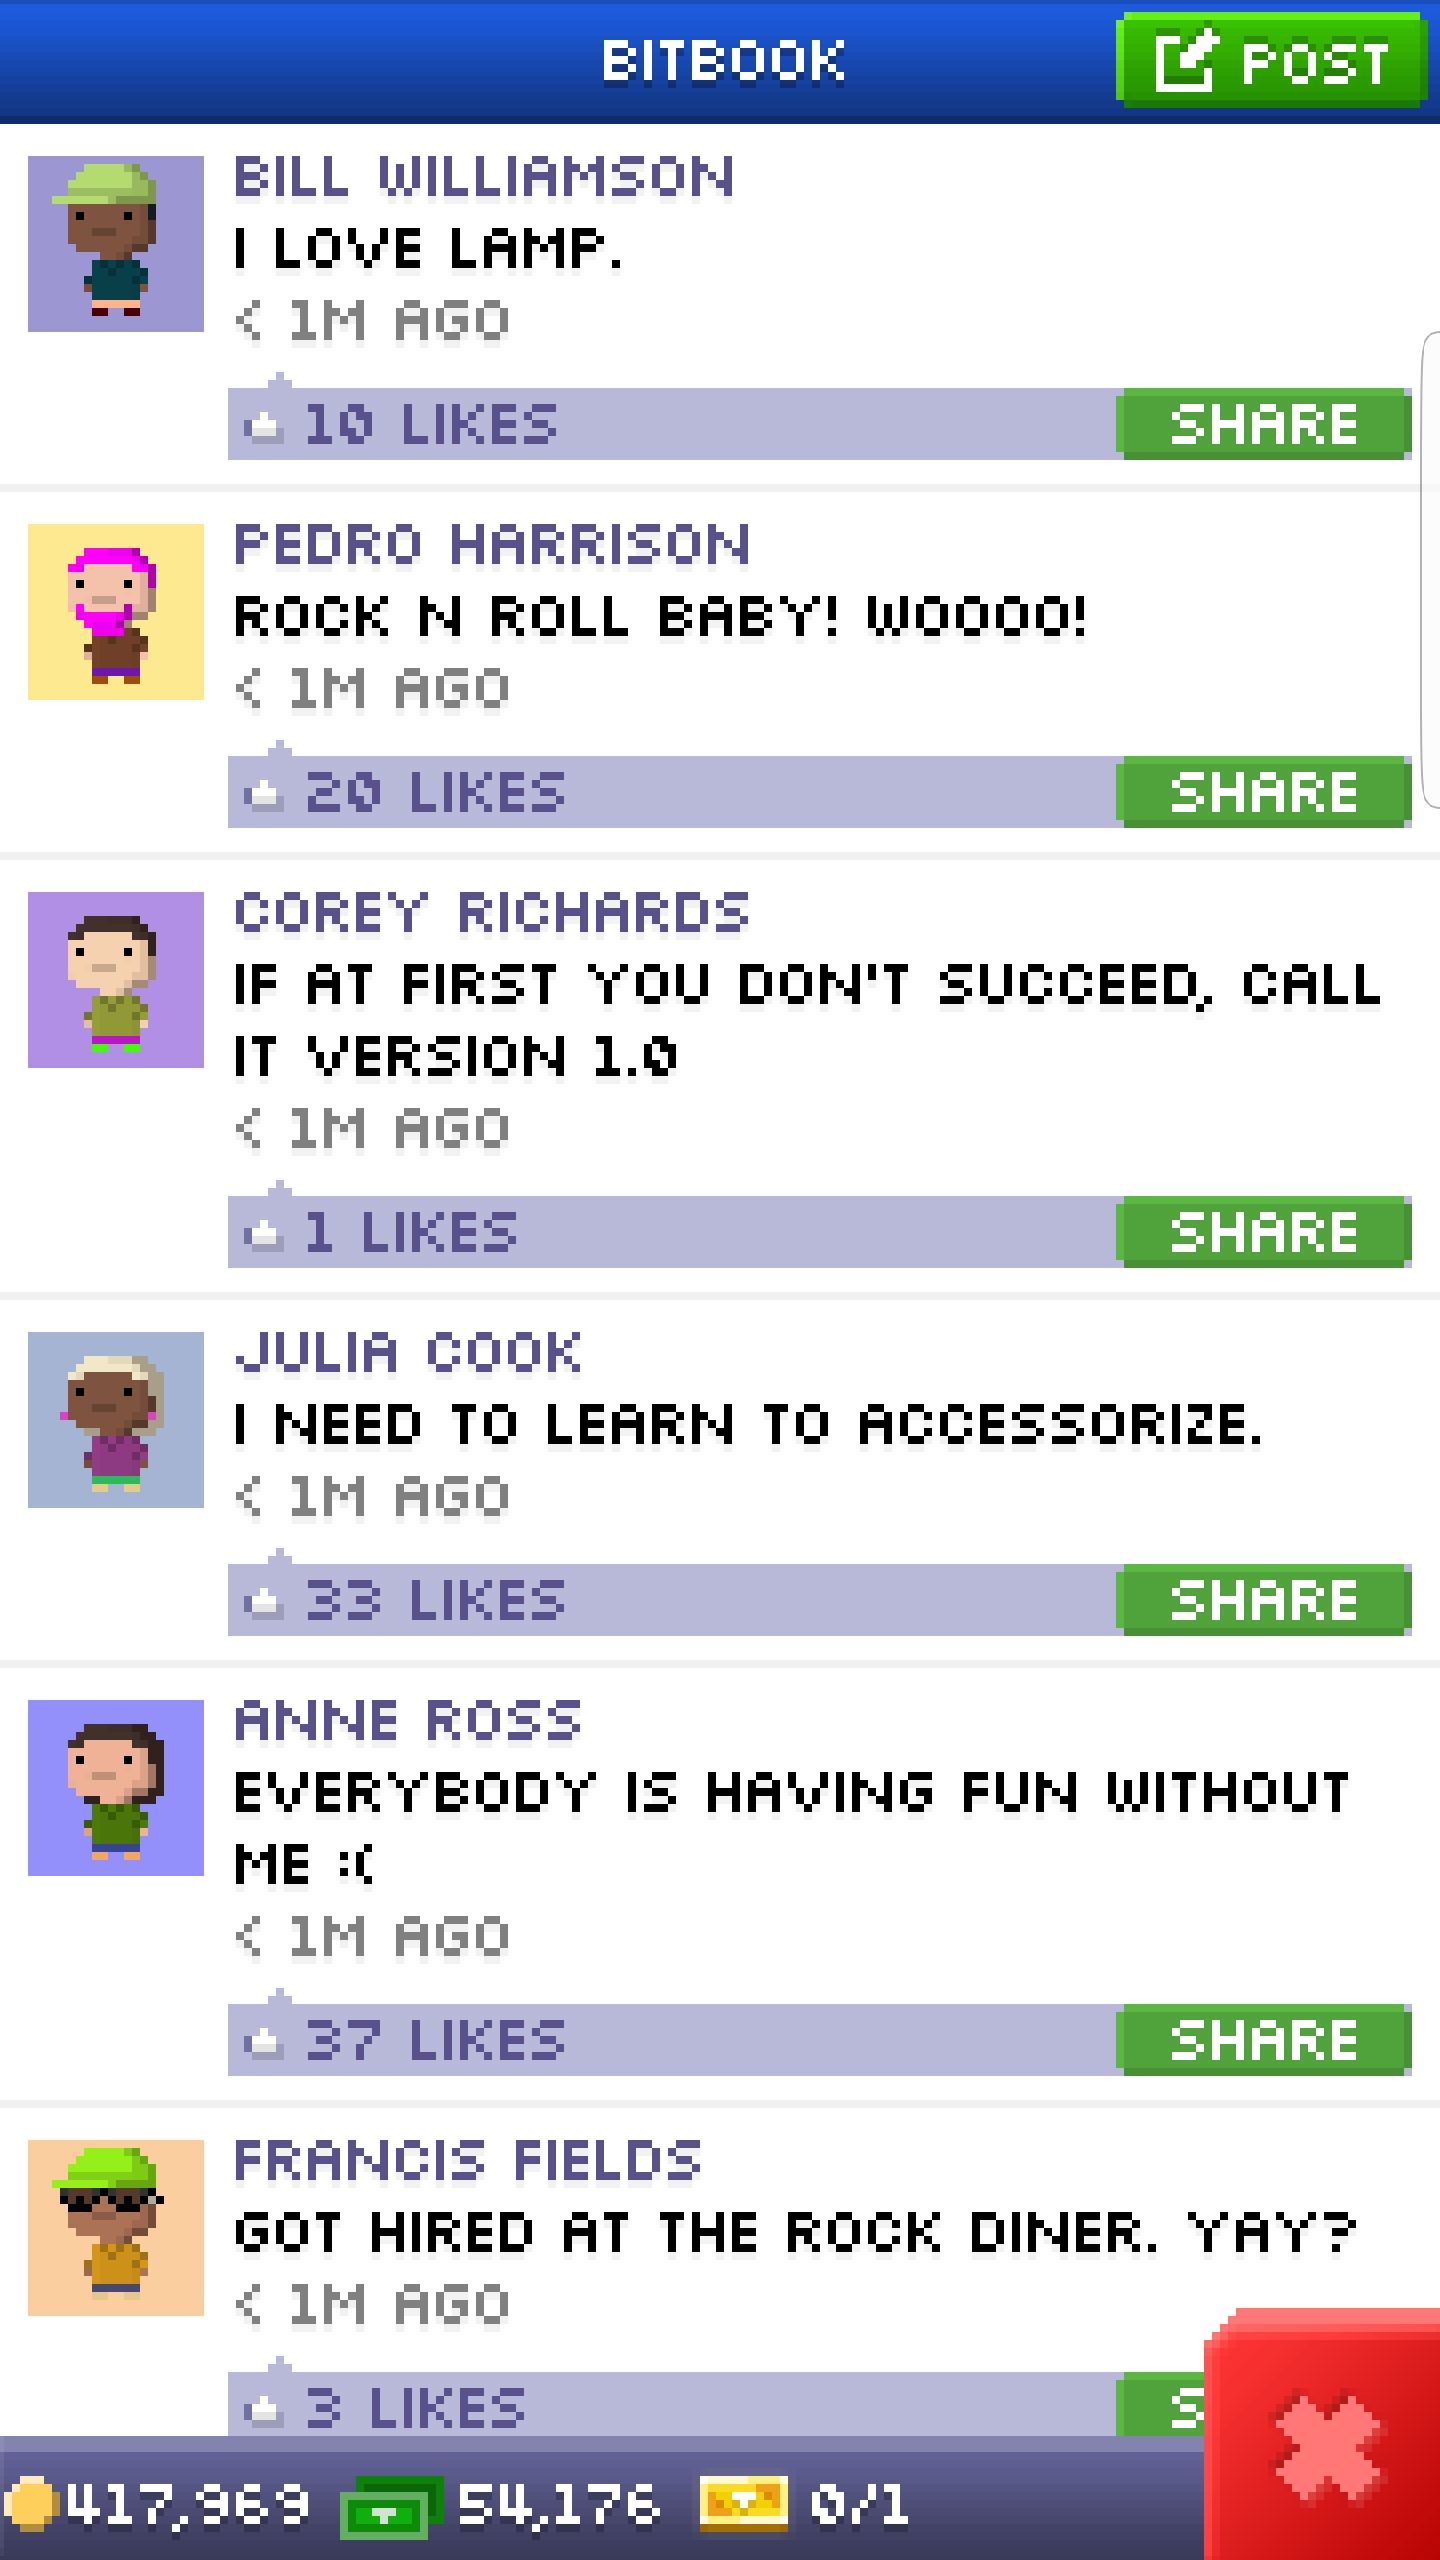 BITBOOK
POST
BILL WILLIAMSON
I LOVE LAMP.
< 1M AGO
10 LIKES
SHARE
PEDRO HARRISON
ROCK N ROLL BABY! WOOOO!
< 1M AGO
20 LIKES
SHARE
COREY RICHARDS
IF AT FIRST YOU DON'T SUCCEED, CALL
IT VERSION 1.0
< 1M AGO
1 LIKES
SHARE
JULIA COOK
I NEED TO LEARN TO ACCESSORIZE.
< 1M AGO
33 LIKES
SHARE
ANNE ROSS
EVERYBODY IS HAVING FUN WITHOUT
ME :(
< 1M AGO
37 LIKES
SHARE
FRANCIS FIELDS
GOT HIRED AT THE ROCK DINER. YAY?
< 1M AGO
3 LIKES
417,969
54,176
0/1